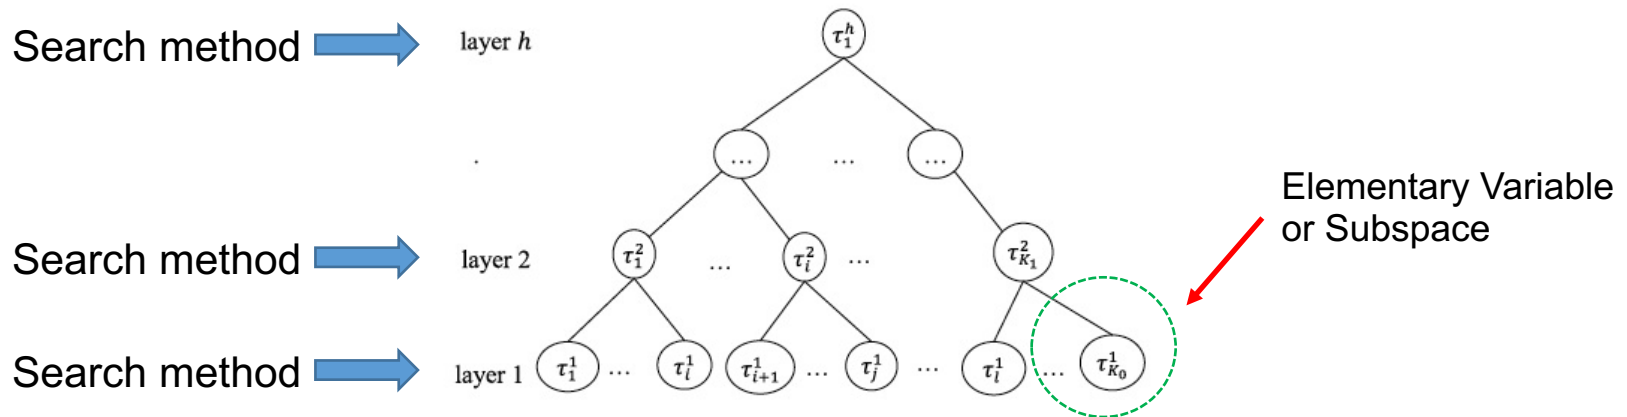 Search method layer h τ₁ʰ
. … … …
Elementary Variable
or Subspace
Search method layer 2 τ₁² … τᵢ² … τ²_{K₁}
Search method layer 1 τ₁¹ … τᵢ¹ τ¹ᵢ₊₁ … τⱼ¹ … τₗ¹ … τ¹_{K₀}